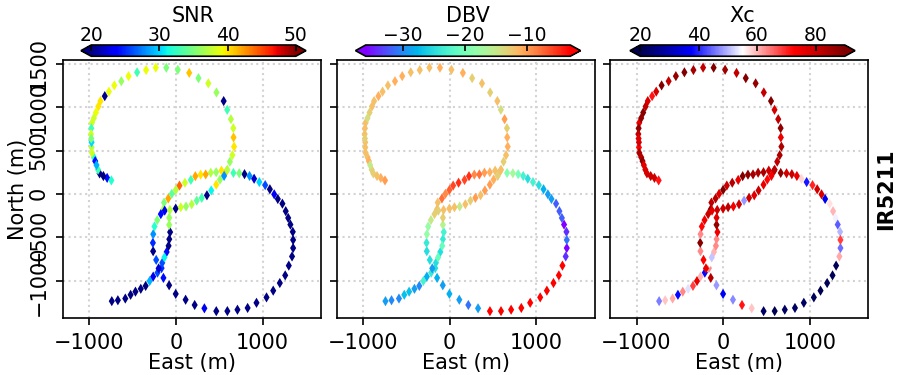 SNR DBV Xc
20 30 40 50 −30 −20 −10 20 40 60 80
1500
1000
500
0
−500
−1000
North (m)
IR5211
−1000 0 1000 −1000 0 1000 −1000 0 1000
East (m) East (m) East (m)